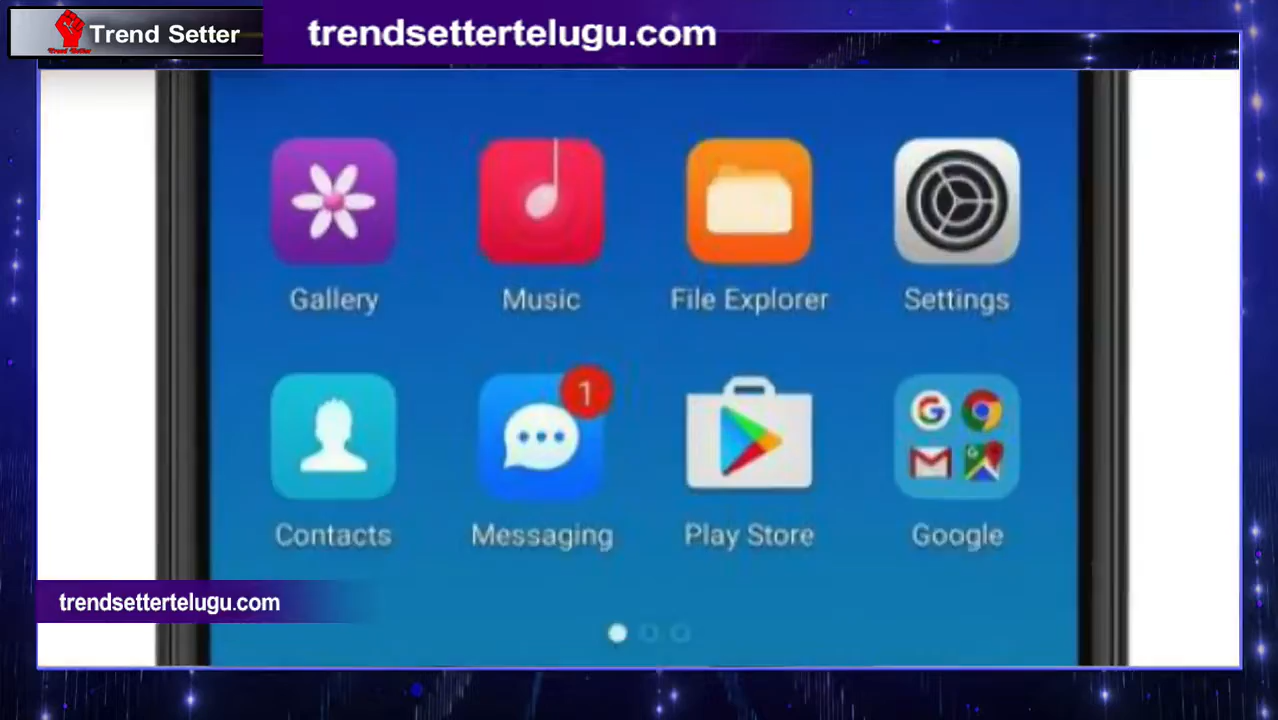 Trend Setter
trendsettertelugu.com
Gallery
Music
File Explorer
Settings
1
Contacts
Messaging
Play Store
Google
trendsettertelugu.com